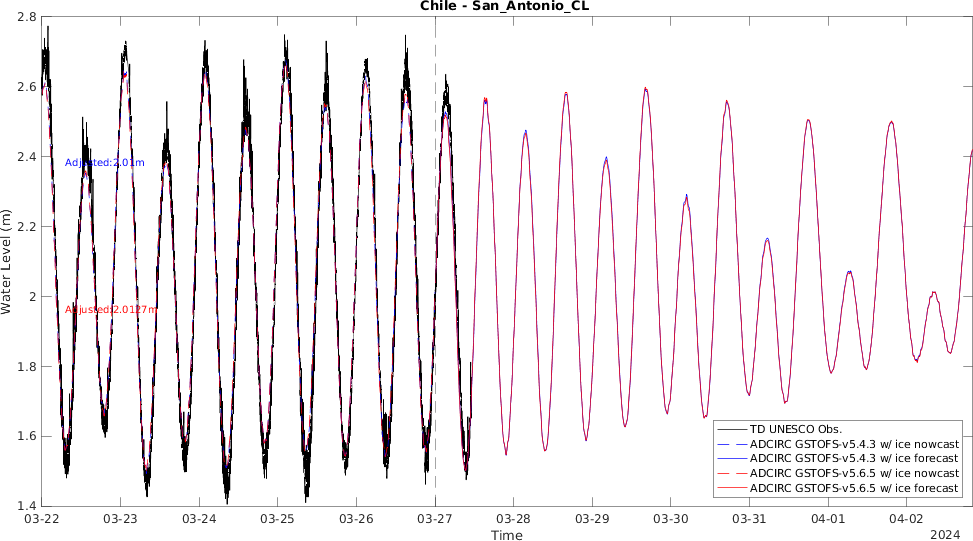 Chile - San_Antonio_CL
2.8
2.6
2.4
2.2
2
1.8
1.6
1.4
Water Level (m)
Adjusted:2.01m
Adjusted:2.0127m
TD UNESCO Obs.
ADCIRC GSTOFS-v5.4.3 w/ ice nowcast
ADCIRC GSTOFS-v5.4.3 w/ ice forecast
ADCIRC GSTOFS-v5.6.5 w/ ice nowcast
ADCIRC GSTOFS-v5.6.5 w/ ice forecast
03-22 03-23 03-24 03-25 03-26 03-27 03-28 03-29 03-30 03-31 04-01 04-02
Time
2024